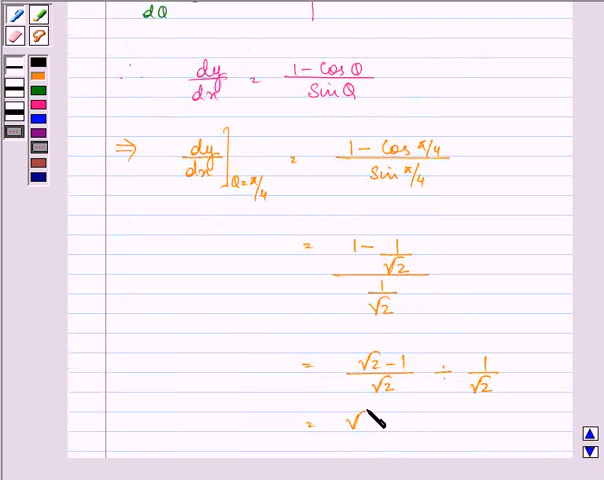 dθ 1
∴ dy/dx = (1 - cos θ)/(sin θ)
⇒ dy/dx]θ=π/4 = (1 - cos π/4)/(sin π/4)
= (1 - 1/√2)/(1/√2)
= (√2 - 1)/√2 ÷ 1/√2
= √